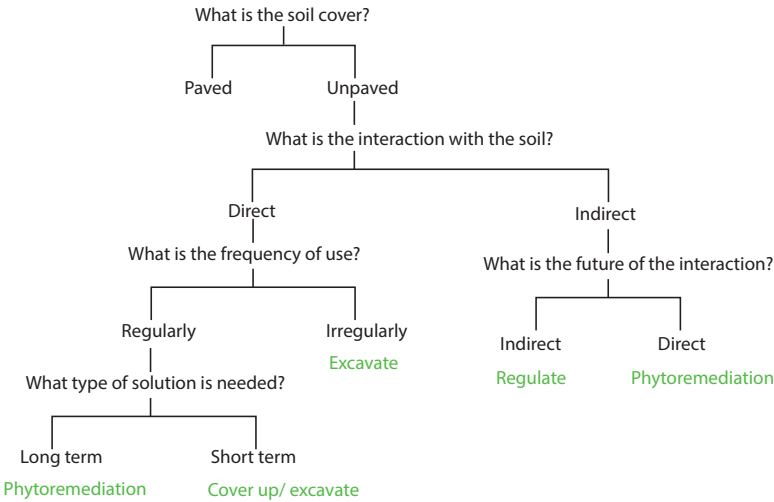 What is the soil cover?
Paved
Unpaved
What is the interaction with the soil?
Direct
Indirect
What is the frequency of use?
What is the future of the interaction?
Regularly
Irregularly
Indirect
Direct
Excavate
Regulate
Phytoremediation
What type of solution is needed?
Long term
Short term
Phytoremediation
Cover up/ excavate